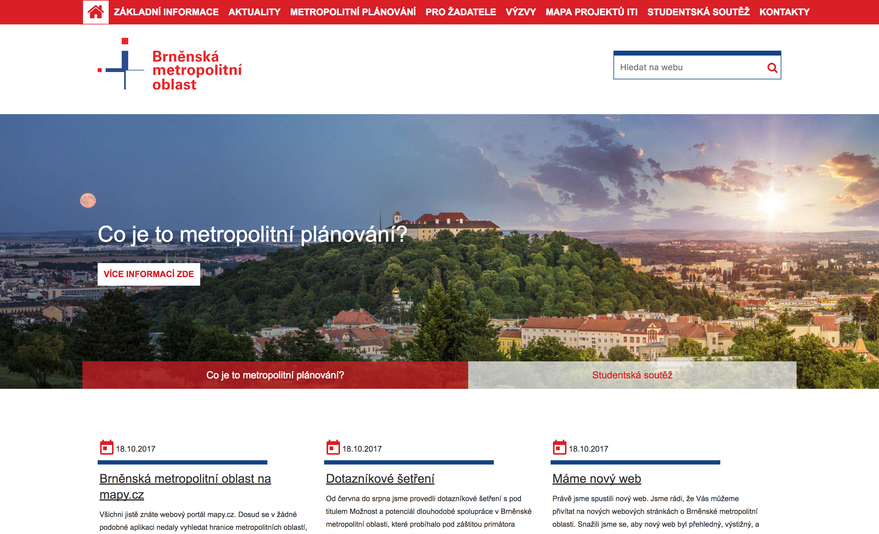 ZÁKLADNÍ INFORMACE AKTUALITY METROPOLITNÍ PLÁNOVÁNÍ PRO ŽADATELE VÝZVY MAPA PROJEKTŮ ITI STUDENTSKÁ SOUTĚŽ KONTAKTY
Brněnská
metropolitní
oblast
Hledat na webu
Co je to metropolitní plánování?
VÍCE INFORMACÍ ZDE
Co je to metropolitní plánování?
Studentská soutěž
18.10.2017
Brněnská metropolitní oblast na
mapy.cz
Všichni jistě znáte webový portál mapy.cz. Dosud se v žádné
podobné aplikaci nedaly vyhledat hranice metropolitních oblastí,
18.10.2017
Dotazníkové šetření
Od června do srpna jsme provedli dotazníkové šetření s pod
titulem Možnost a potenciál dlouhodobé spolupráce v Brněnské
metropolitní oblasti, které probíhalo pod záštitou primátora
18.10.2017
Máme nový web
Právě jsme spustili nový web. Jsme rádi, že Vás můžeme
přivítat na nových webových stránkách o Brněnské metropolitní
oblasti. Snažili jsme se, aby nový web byl přehledný, výstižný, a